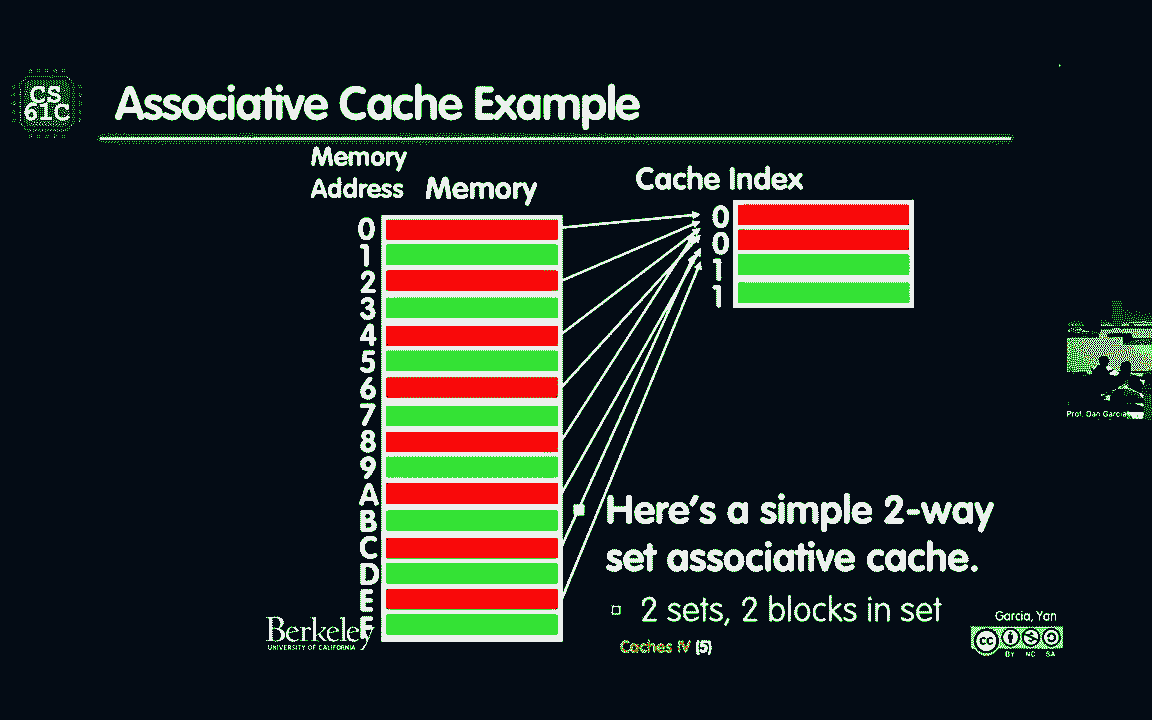 CS
61C
Associative Cache Example
Memory
Address
Memory
0
1
2
3
4
5
6
7
8
9
A
B
C
D
E
F
Cache Index
0
0
1
1
Prof. Dan Garcia
Here's a simple 2-way
set associative cache.
2 sets, 2 blocks in set
Berkeley
UNIVERSITY OF CALIFORNIA
Caches IV (5)
Garcia, Yan
cc
BY NC SA